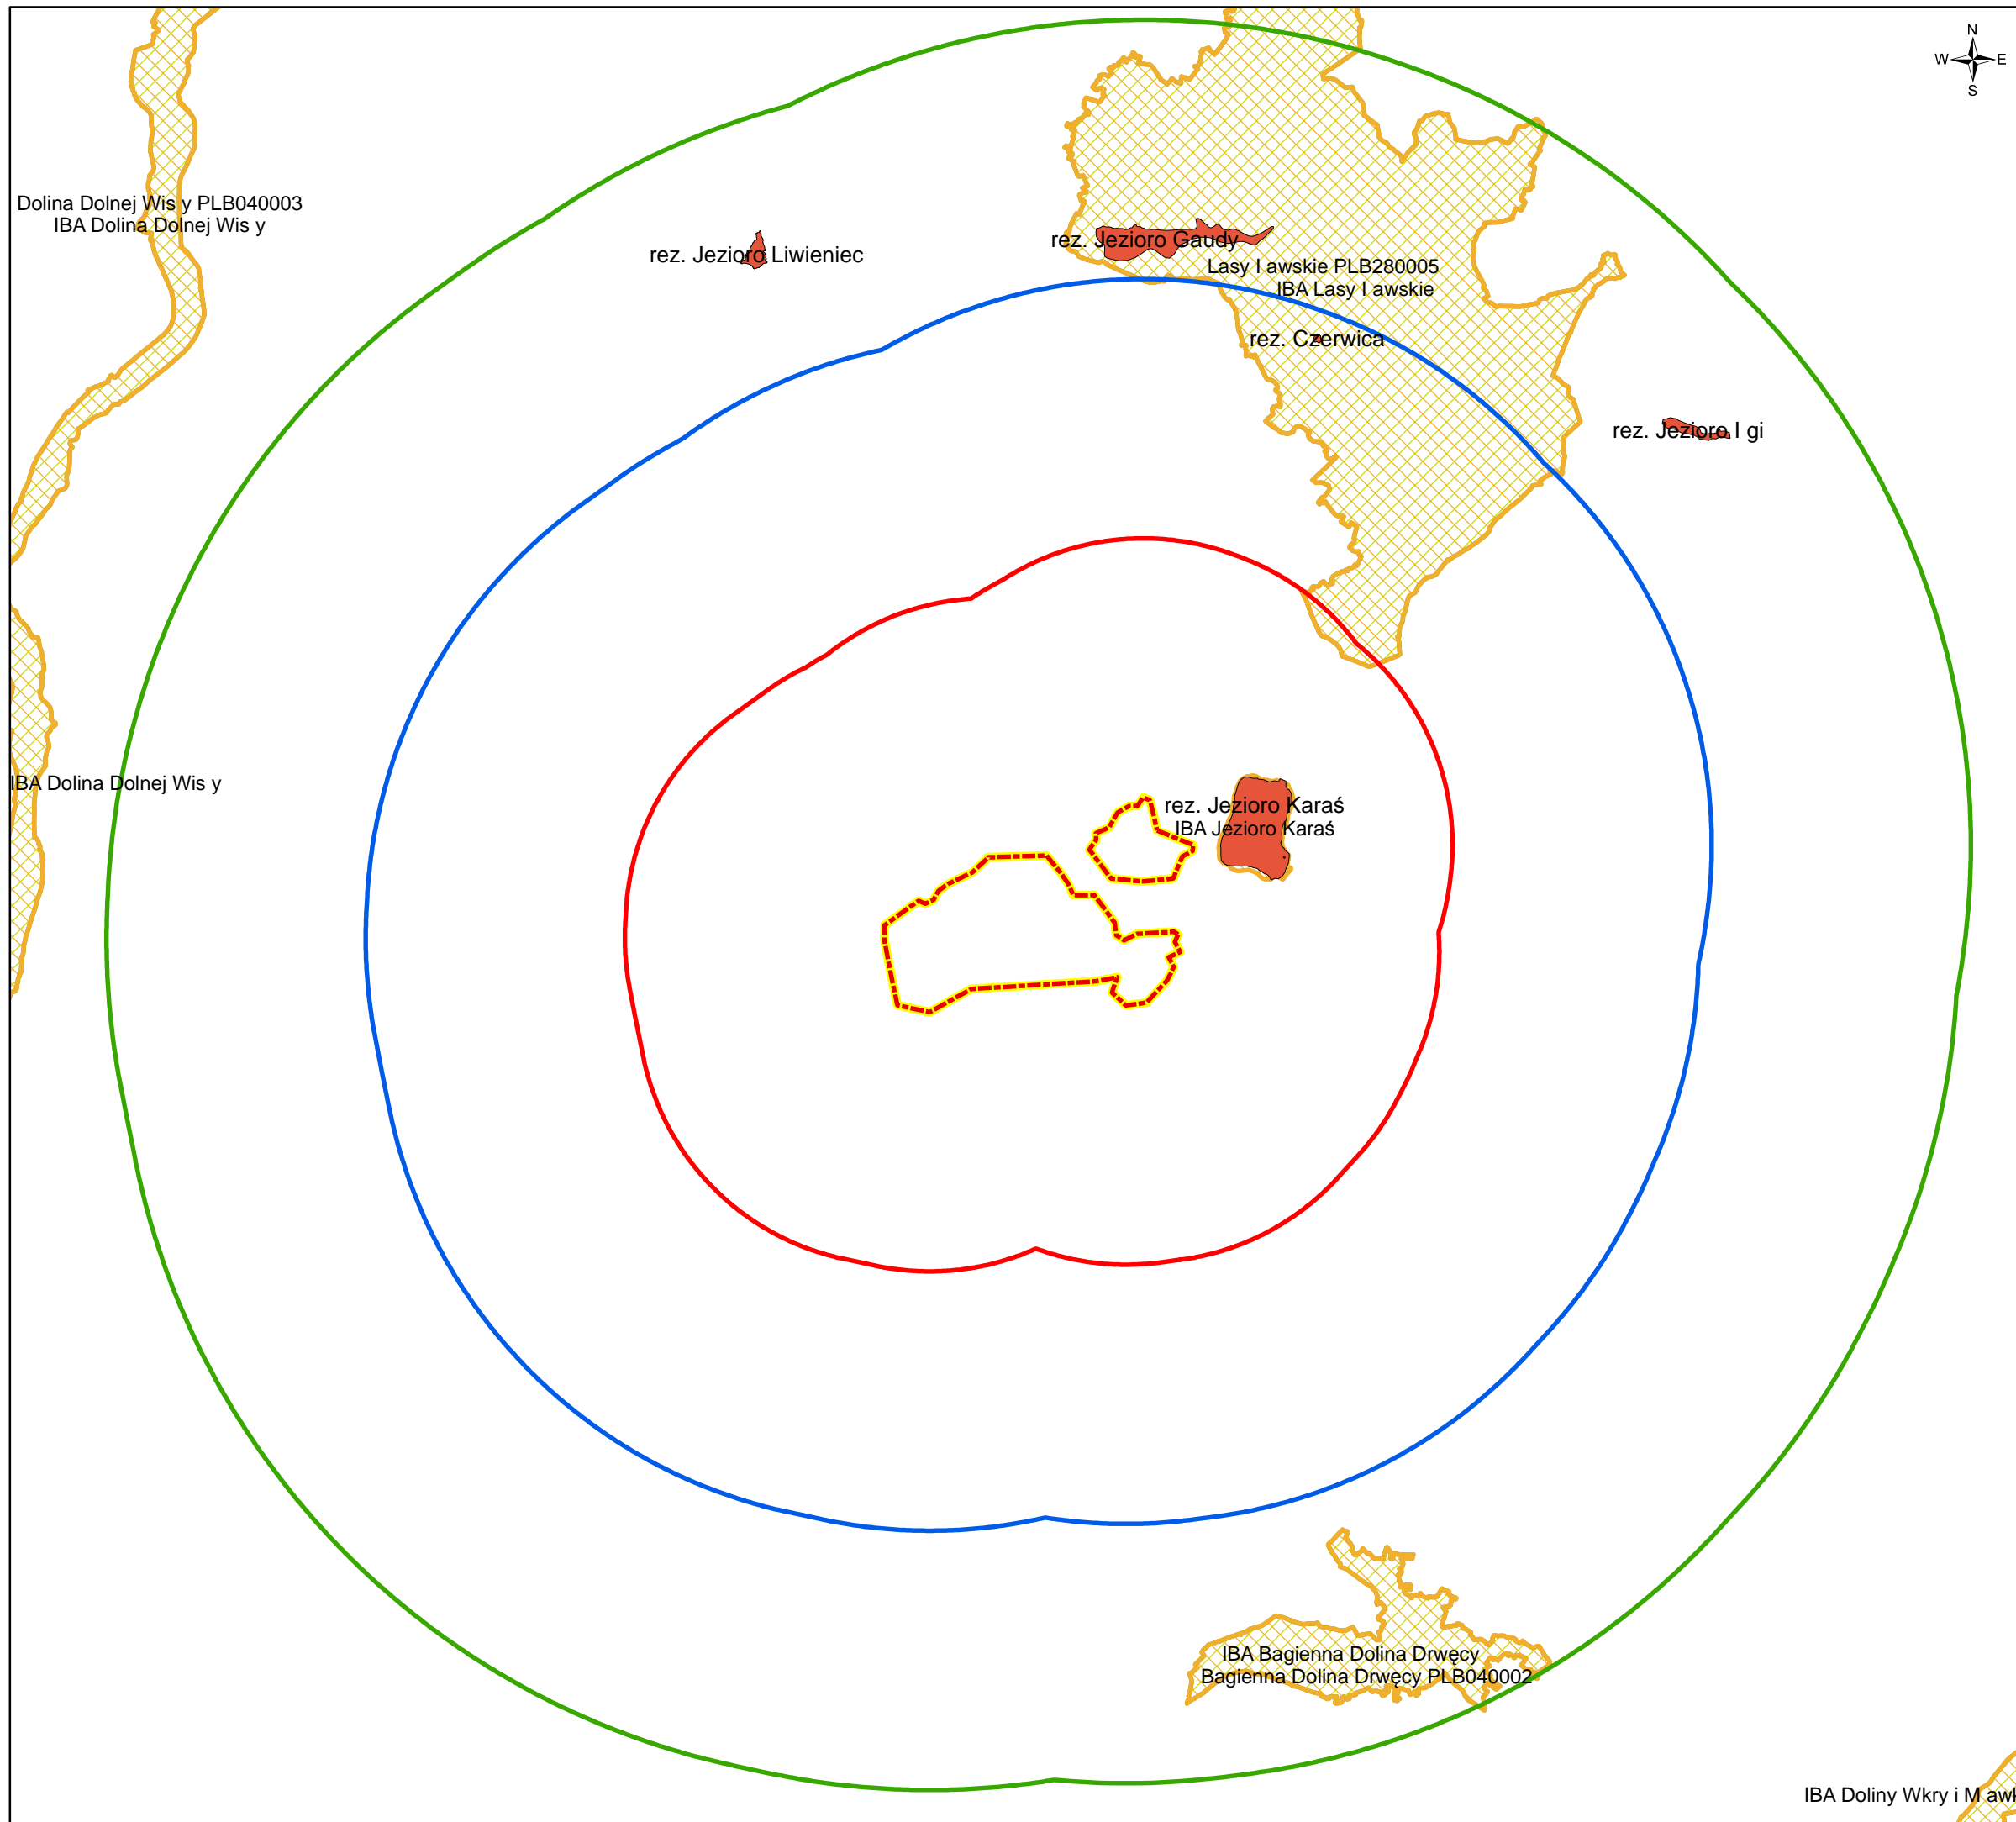 N
W E
S
Dolina Dolnej Wis y PLB040003
IBA Dolina Dolnej Wis y
rez. Jezioro Liwieniec
rez. Jezioro Gaudy
Lasy I awskie PLB280005
IBA Lasy I awskie
rez. Czerwica
rez. Jezioro I gi
IBA Dolina Dolnej Wis y
rez. Jezioro Karaś
IBA Jezioro Karaś
IBA Bagienna Dolina Drwęcy
Bagienna Dolina Drwęcy PLB040002
IBA Doliny Wkry i M awk